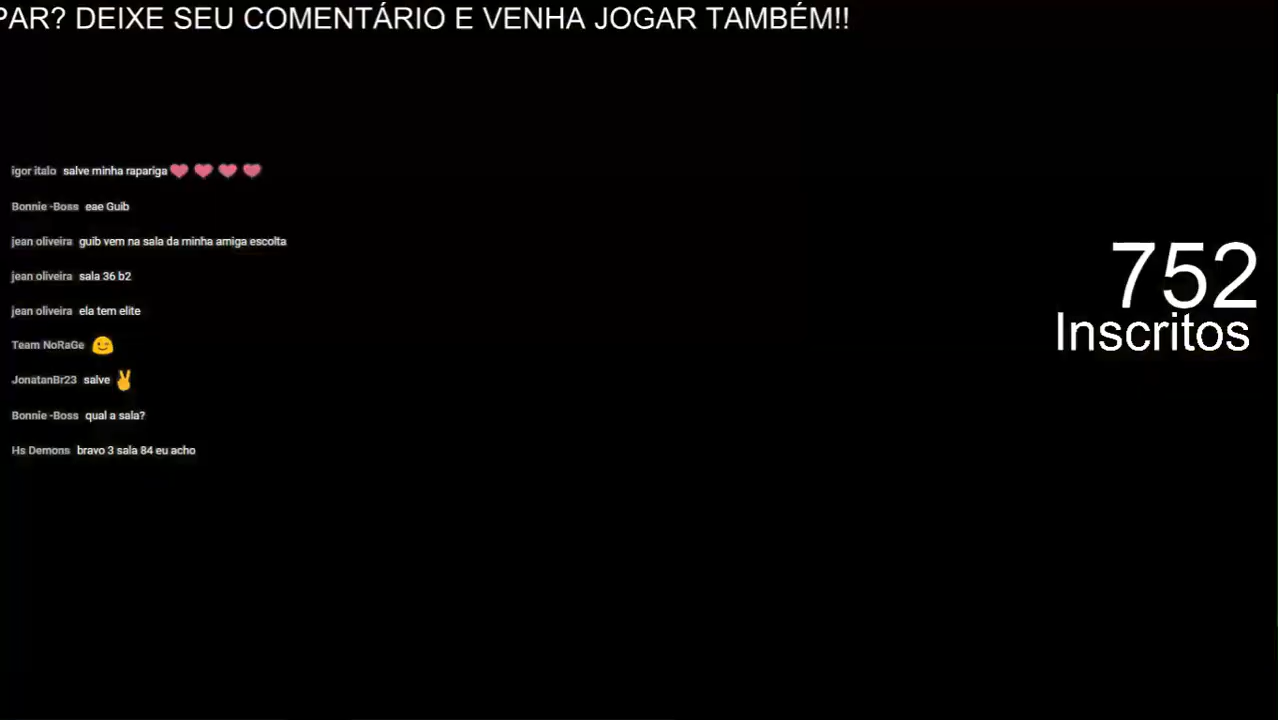 PAR? DEIXE SEU COMENTÁRIO E VENHA JOGAR TAMBÉM!!
igor italo salve minha rapariga
Bonnie -Boss eae Guib
jean oliveira guib vem na sala da minha amiga escolta
jean oliveira sala 36 b2
jean oliveira ela tem elite
Team NoRaGe
JonatanBr23 salve
Bonnie -Boss qual a sala?
Hs Demons bravo 3 sala 84 eu acho
752
Inscritos